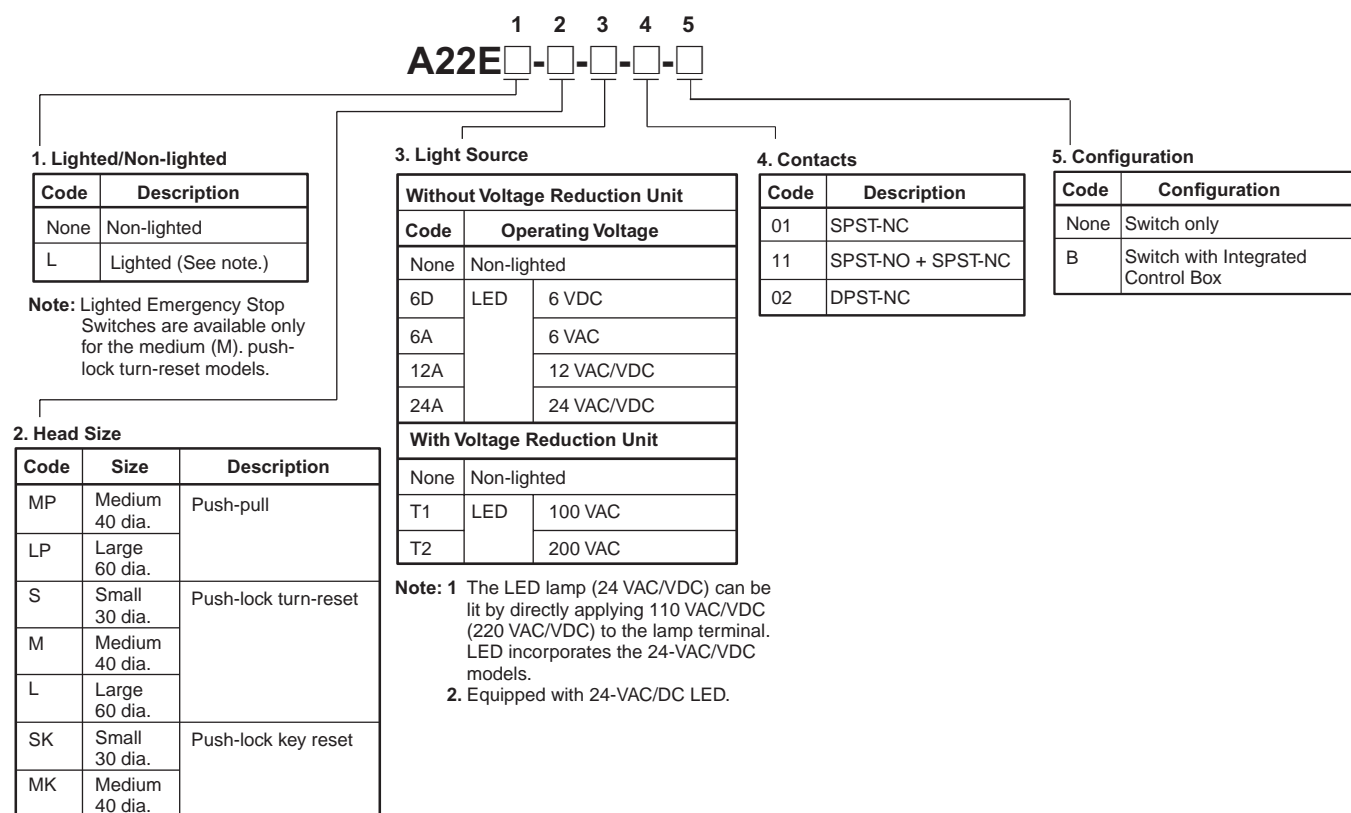 1 2 3 4 5
A22E□-□-□-□-□
1. Lighted/Non-lighted
Code Description
None Non-lighted
L Lighted (See note.)
Note: Lighted Emergency Stop
Switches are available only
for the medium (M). push-
lock turn-reset models.
2. Head Size
Code Size Description
MP Medium Push-pull
40 dia.
LP Large
60 dia.
S Small Push-lock turn-reset
30 dia.
M Medium
40 dia.
L Large
60 dia.
SK Small Push-lock key reset
30 dia.
MK Medium
40 dia.
3. Light Source
Without Voltage Reduction Unit
Code Operating Voltage
None Non-lighted
6D LED 6 VDC
6A 6 VAC
12A 12 VAC/VDC
24A 24 VAC/VDC
With Voltage Reduction Unit
None Non-lighted
T1 LED 100 VAC
T2 200 VAC
Note: 1 The LED lamp (24 VAC/VDC) can be
lit by directly applying 110 VAC/VDC
(220 VAC/VDC) to the lamp terminal.
LED incorporates the 24-VAC/VDC
models.
2. Equipped with 24-VAC/DC LED.
4. Contacts
Code Description
01 SPST-NC
11 SPST-NO + SPST-NC
02 DPST-NC
5. Configuration
Code Configuration
None Switch only
B Switch with Integrated
Control Box